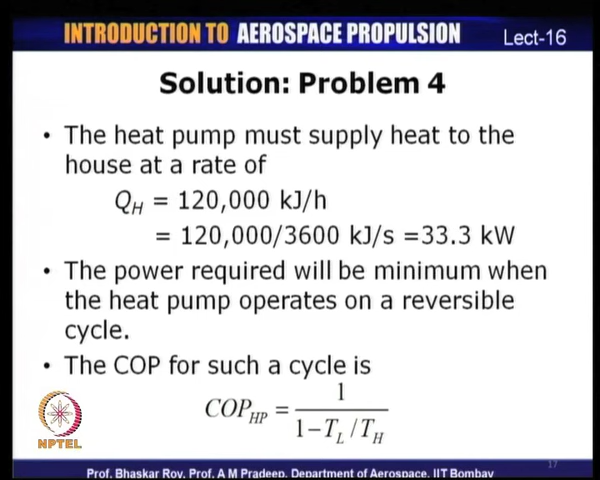 INTRODUCTION TO AEROSPACE PROPULSION Lect-16
Solution: Problem 4
• The heat pump must supply heat to the
house at a rate of
Q_H = 120,000 kJ/h
= 120,000/3600 kJ/s =33.3 kW
• The power required will be minimum when
the heat pump operates on a reversible
cycle.
• The COP for such a cycle is
COP_HP = 1 / (1−T_L/T_H)
NPTEL
17
Prof. Bhaskar Roy, Prof. A M Pradeep, Department of Aerospace, IIT Bombay